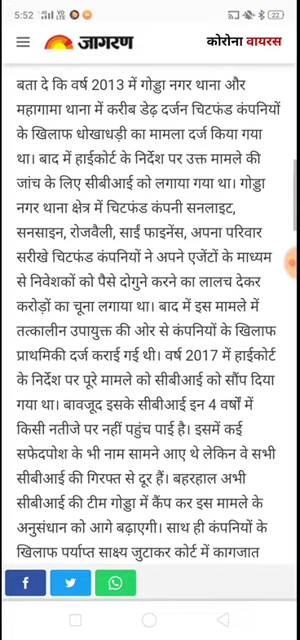 5:52
22
जागरण
कोरोना वायरस
बता दे कि वर्ष 2013 में गोड्डा नगर थाना और
महागामा थाना में करीब डेढ़ दर्जन चिटफंड कंपनियों
के खिलाफ धोखाधड़ी का मामला दर्ज किया गया
था। बाद में हाईकोर्ट के निर्देश पर उक्त मामले की
जांच के लिए सीबीआई को लगाया गया था। गोड्डा
नगर थाना क्षेत्र में चिटफंड कंपनी सनलाइट,
सनसाइन, रोजवैली, साईं फाइनेंस, अपना परिवार
सरीखे चिटफंड कंपनियों ने अपने एजेंटों के माध्यम
से निवेशकों को पैसे दोगुने करने का लालच देकर
करोड़ों का चूना लगाया था। बाद में इस मामले में
तत्कालीन उपायुक्त की ओर से कंपनियों के खिलाफ
प्राथमिकी दर्ज कराई गई थी। वर्ष 2017 में हाईकोर्ट
के निर्देश पर पूरे मामले को सीबीआई को सौंप दिया
गया था। बावजूद इसके सीबीआई इन 4 वर्षों में
किसी नतीजे पर नहीं पहुंच पाई है। इसमें कई
सफेदपोश के भी नाम सामने आए थे लेकिन वे सभी
सीबीआई की गिरफ्त से दूर हैं। बहरहाल अभी
सीबीआई की टीम गोड्डा में कैंप कर इस मामले के
अनुसंधान को आगे बढ़ाएगी। साथ ही कंपनियों के
खिलाफ पर्याप्त साक्ष्य जुटाकर कोर्ट में कागजात